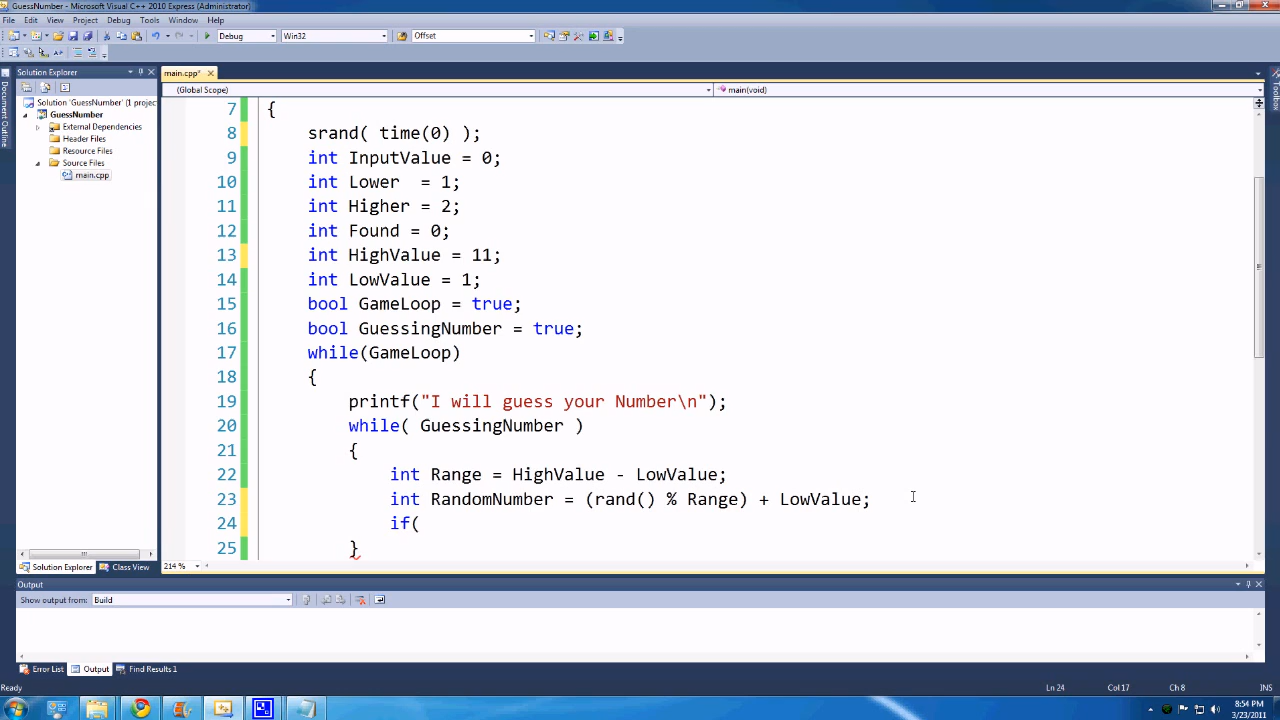 GuessNumber - Microsoft Visual C++ 2010 Express (Administrator)
File Edit View Project Debug Tools Window Help
Debug Win32 Offset
Solution Explorer
main.cpp*
(Global Scope) main(void)
Solution 'GuessNumber' (1 projec
GuessNumber
External Dependencies
Header Files
Resource Files
Source Files
main.cpp
Document Outline
Toolbox
7 {
8 srand( time(0) );
9 int InputValue = 0;
10 int Lower  = 1;
11 int Higher = 2;
12 int Found = 0;
13 int HighValue = 11;
14 int LowValue = 1;
15 bool GameLoop = true;
16 bool GuessingNumber = true;
17 while(GameLoop)
18 {
19 printf("I will guess your Number\n");
20 while( GuessingNumber )
21 {
22 int Range = HighValue - LowValue;
23 int RandomNumber = (rand() % Range) + LowValue;
24 if(
25 }
Solution Explorer Class View
214 %
Output
Show output from: Build
Error List Output Find Results 1
Ready Ln 24 Col 17 Ch 8 INS
8:54 PM
3/23/2011